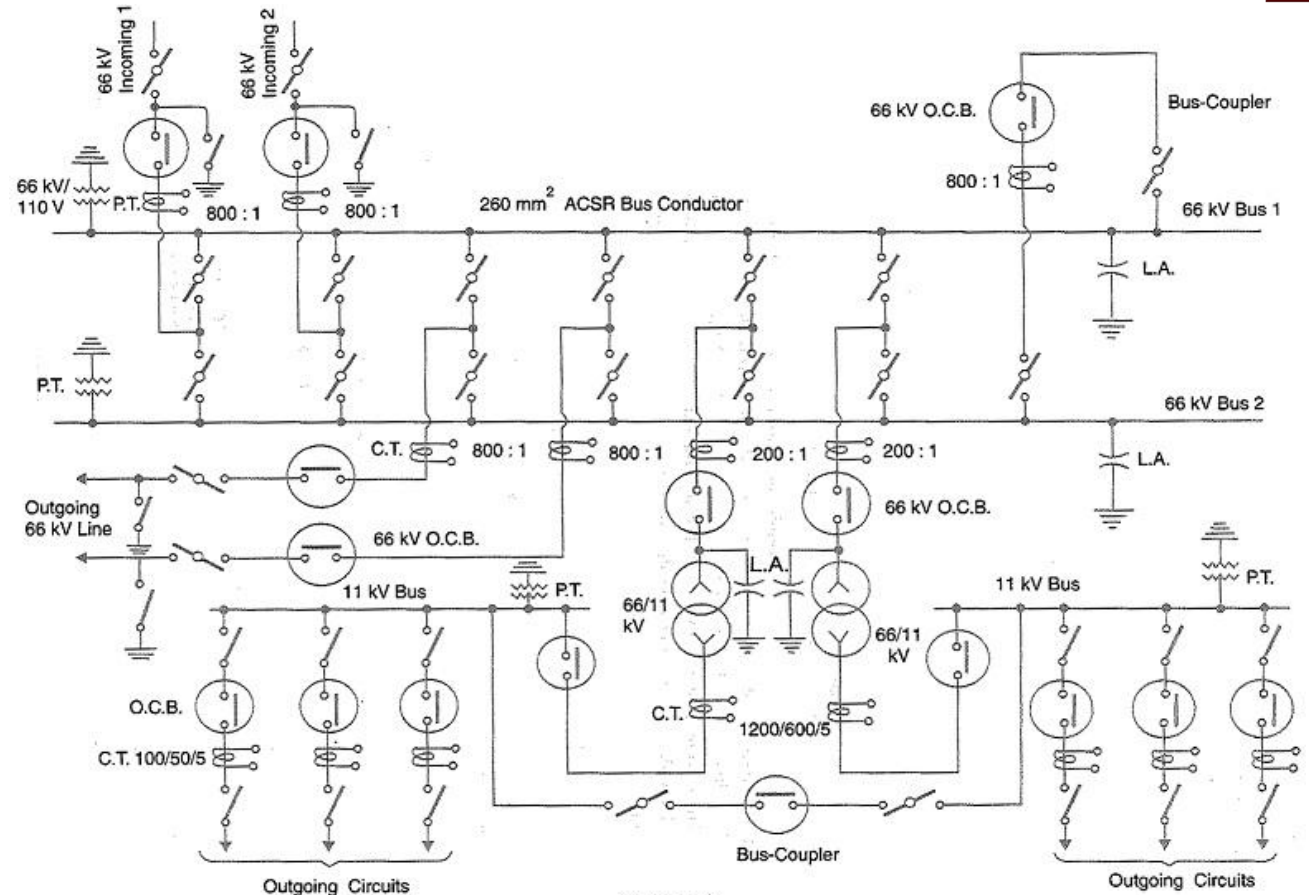 66 kV
Incoming 1
66 kV
Incoming 2
66 kV O.C.B.
Bus-Coupler
66 kV/
110 V
P.T.
800 : 1
800 : 1
260 mm2 ACSR Bus Conductor
800 : 1
66 kV Bus 1
L.A.
P.T.
66 kV Bus 2
C.T.
800 : 1
800 : 1
200 : 1
200 : 1
L.A.
Outgoing
66 kV Line
66 kV O.C.B.
66 kV O.C.B.
11 kV Bus
P.T.
L.A.
11 kV Bus
P.T.
66/11
kV
66/11
kV
O.C.B.
C.T. 100/50/5
C.T.
1200/600/5
Bus-Coupler
Outgoing Circuits
Outgoing Circuits